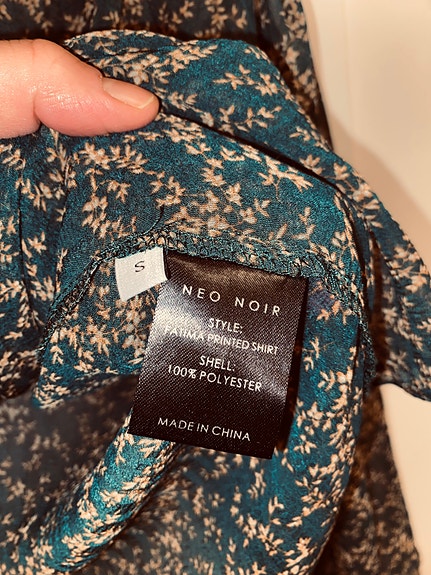 S
NEO NOIR
STYLE:
FATIMA PRINTED SHIRT
SHELL:
100% POLYESTER
MADE IN CHINA